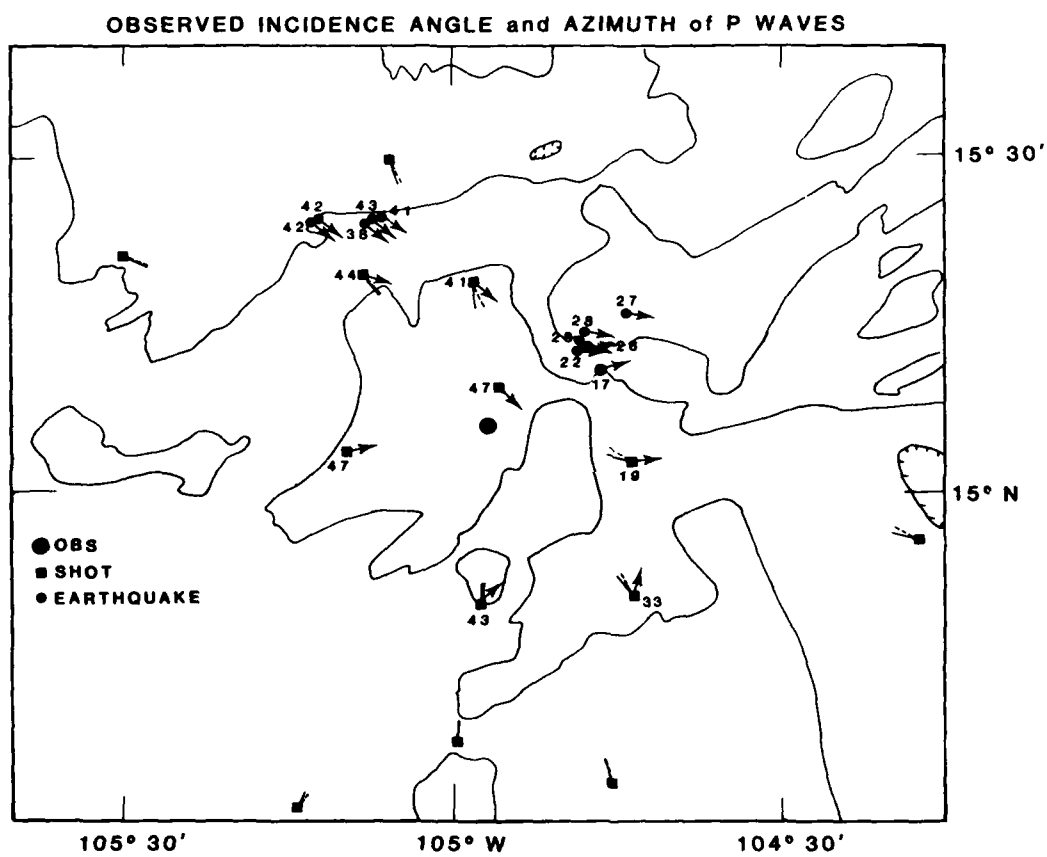 OBSERVED INCIDENCE ANGLE and AZIMUTH of P WAVES
15° 30'
42 43 41
42 38
44 41
27
28
26
22
17
47
47
19
15° N
OBS
SHOT
EARTHQUAKE
43
33
105° 30' 105° W 104° 30'